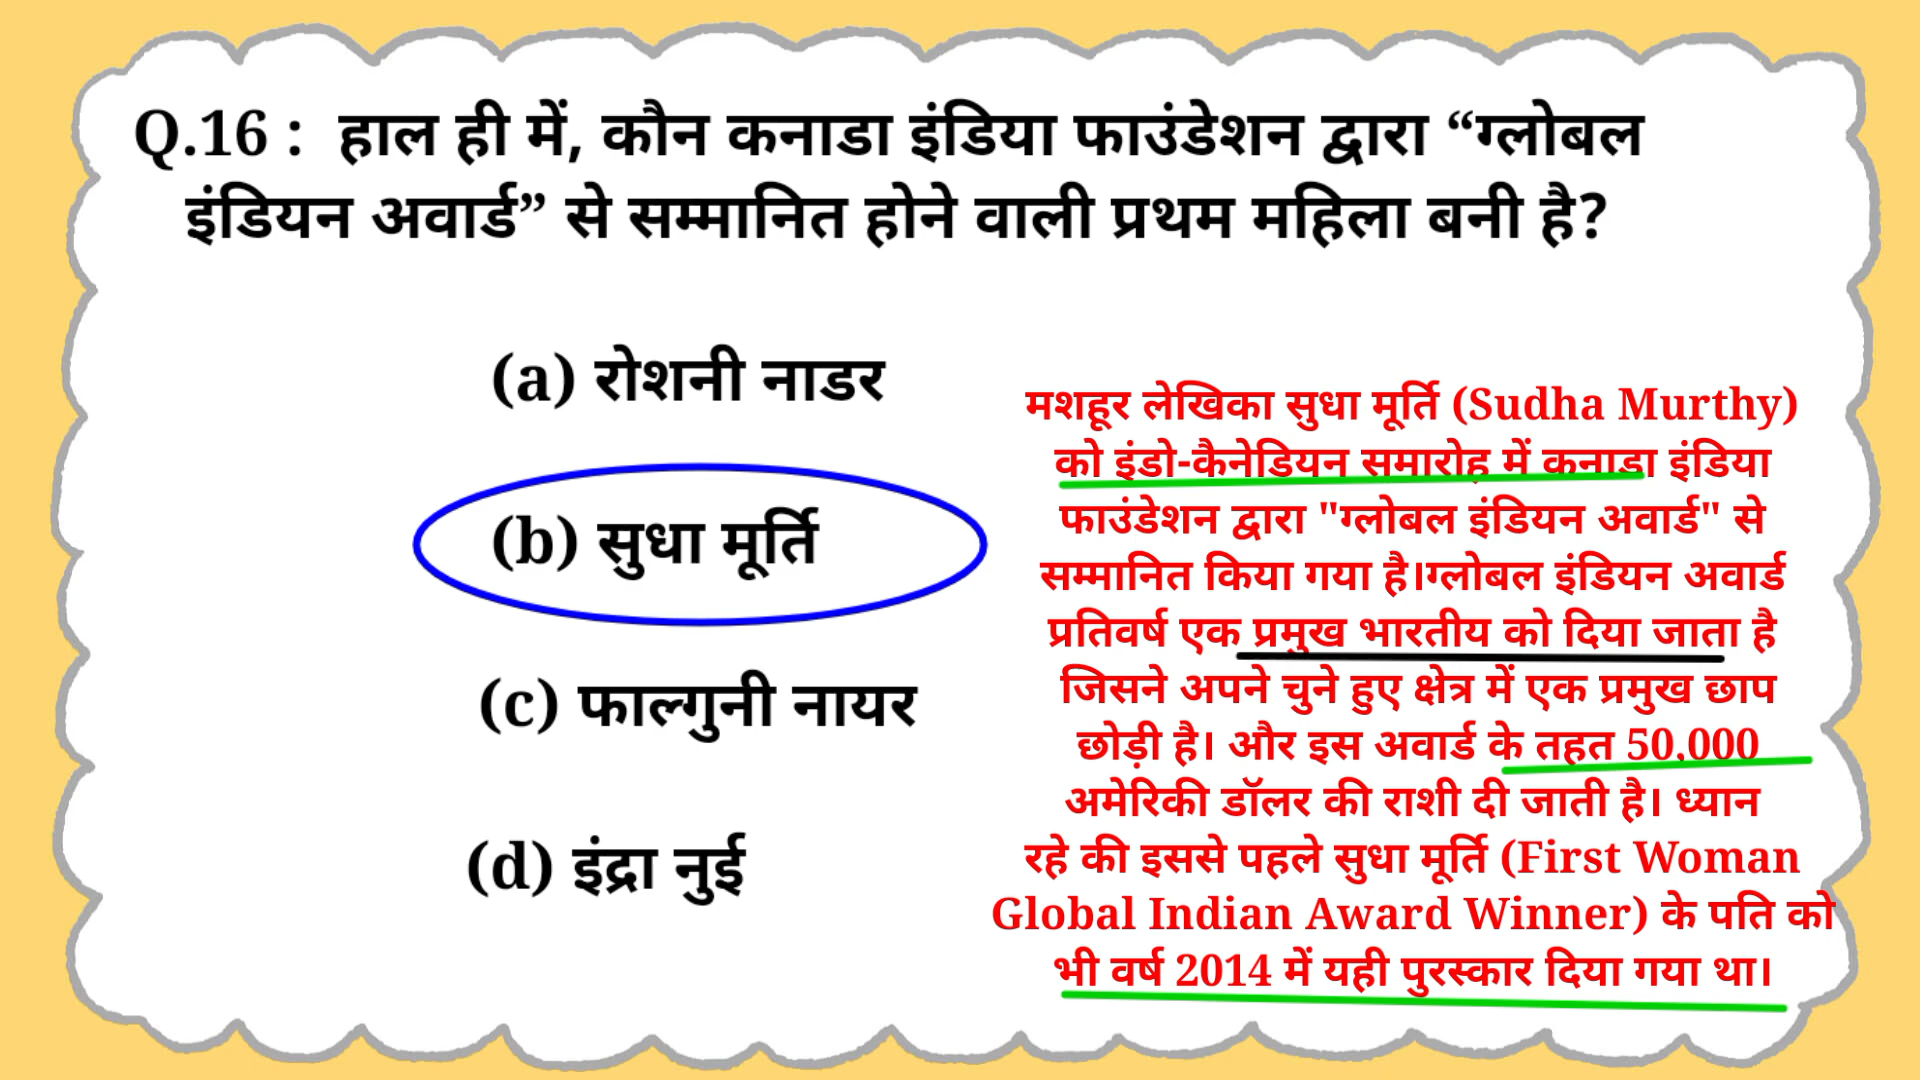 Q.16 : हाल ही में, कौन कनाडा इंडिया फाउंडेशन द्वारा “ग्लोबल
इंडियन अवार्ड” से सम्मानित होने वाली प्रथम महिला बनी है?
(a) रोशनी नाडर
(b) सुधा मूर्ति
(c) फाल्गुनी नायर
(d) इंद्रा नुई
मशहूर लेखिका सुधा मूर्ति (Sudha Murthy)
को इंडो-कैनेडियन समारोह में कनाडा इंडिया
फाउंडेशन द्वारा "ग्लोबल इंडियन अवार्ड" से
सम्मानित किया गया है।ग्लोबल इंडियन अवार्ड
प्रतिवर्ष एक प्रमुख भारतीय को दिया जाता है
जिसने अपने चुने हुए क्षेत्र में एक प्रमुख छाप
छोड़ी है। और इस अवार्ड के तहत 50,000
अमेरिकी डॉलर की राशी दी जाती है। ध्यान
रहे की इससे पहले सुधा मूर्ति (First Woman
Global Indian Award Winner) के पति को
भी वर्ष 2014 में यही पुरस्कार दिया गया था।